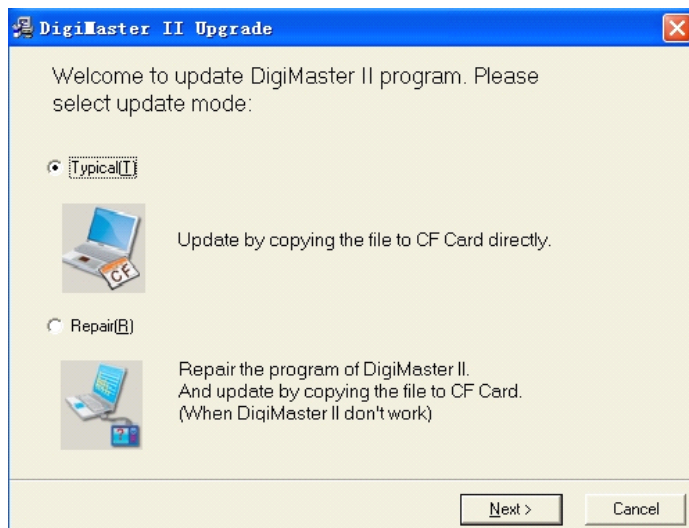 DigiMaster II Upgrade
Welcome to update DigiMaster II program. Please
select update mode:
Typical(T)
CF
Update by copying the file to CF Card directly.
Repair(R)
Repair the program of DigiMaster II.
And update by copying the file to CF Card.
(When DigiMaster II don't work)
?
Next >
Cancel